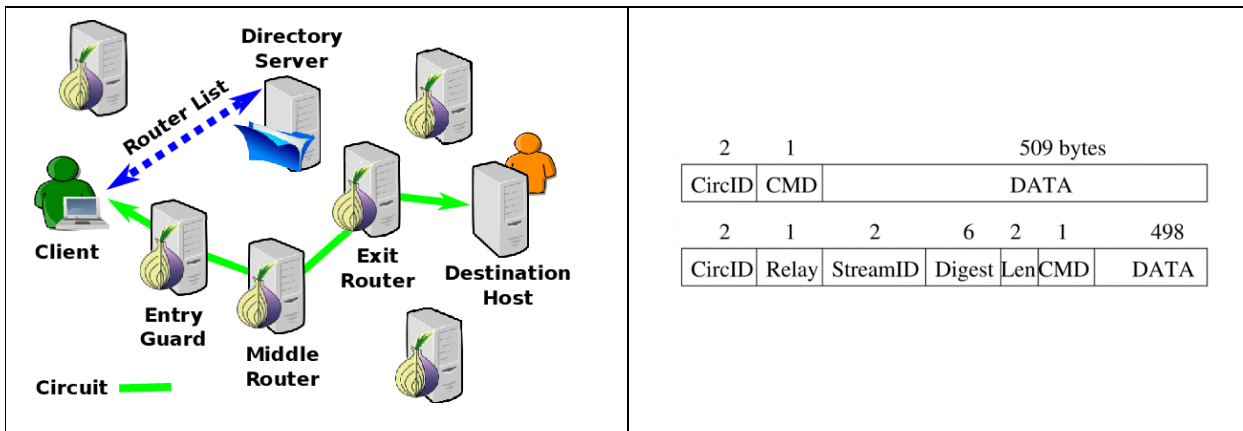 Directory
Server
Router List
Client
Entry
Guard
Middle
Router
Exit
Router
Destination
Host
Circuit
2 1 509 bytes
CircID CMD DATA
2 1 2 6 2 1 498
CircID Relay StreamID Digest Len CMD DATA